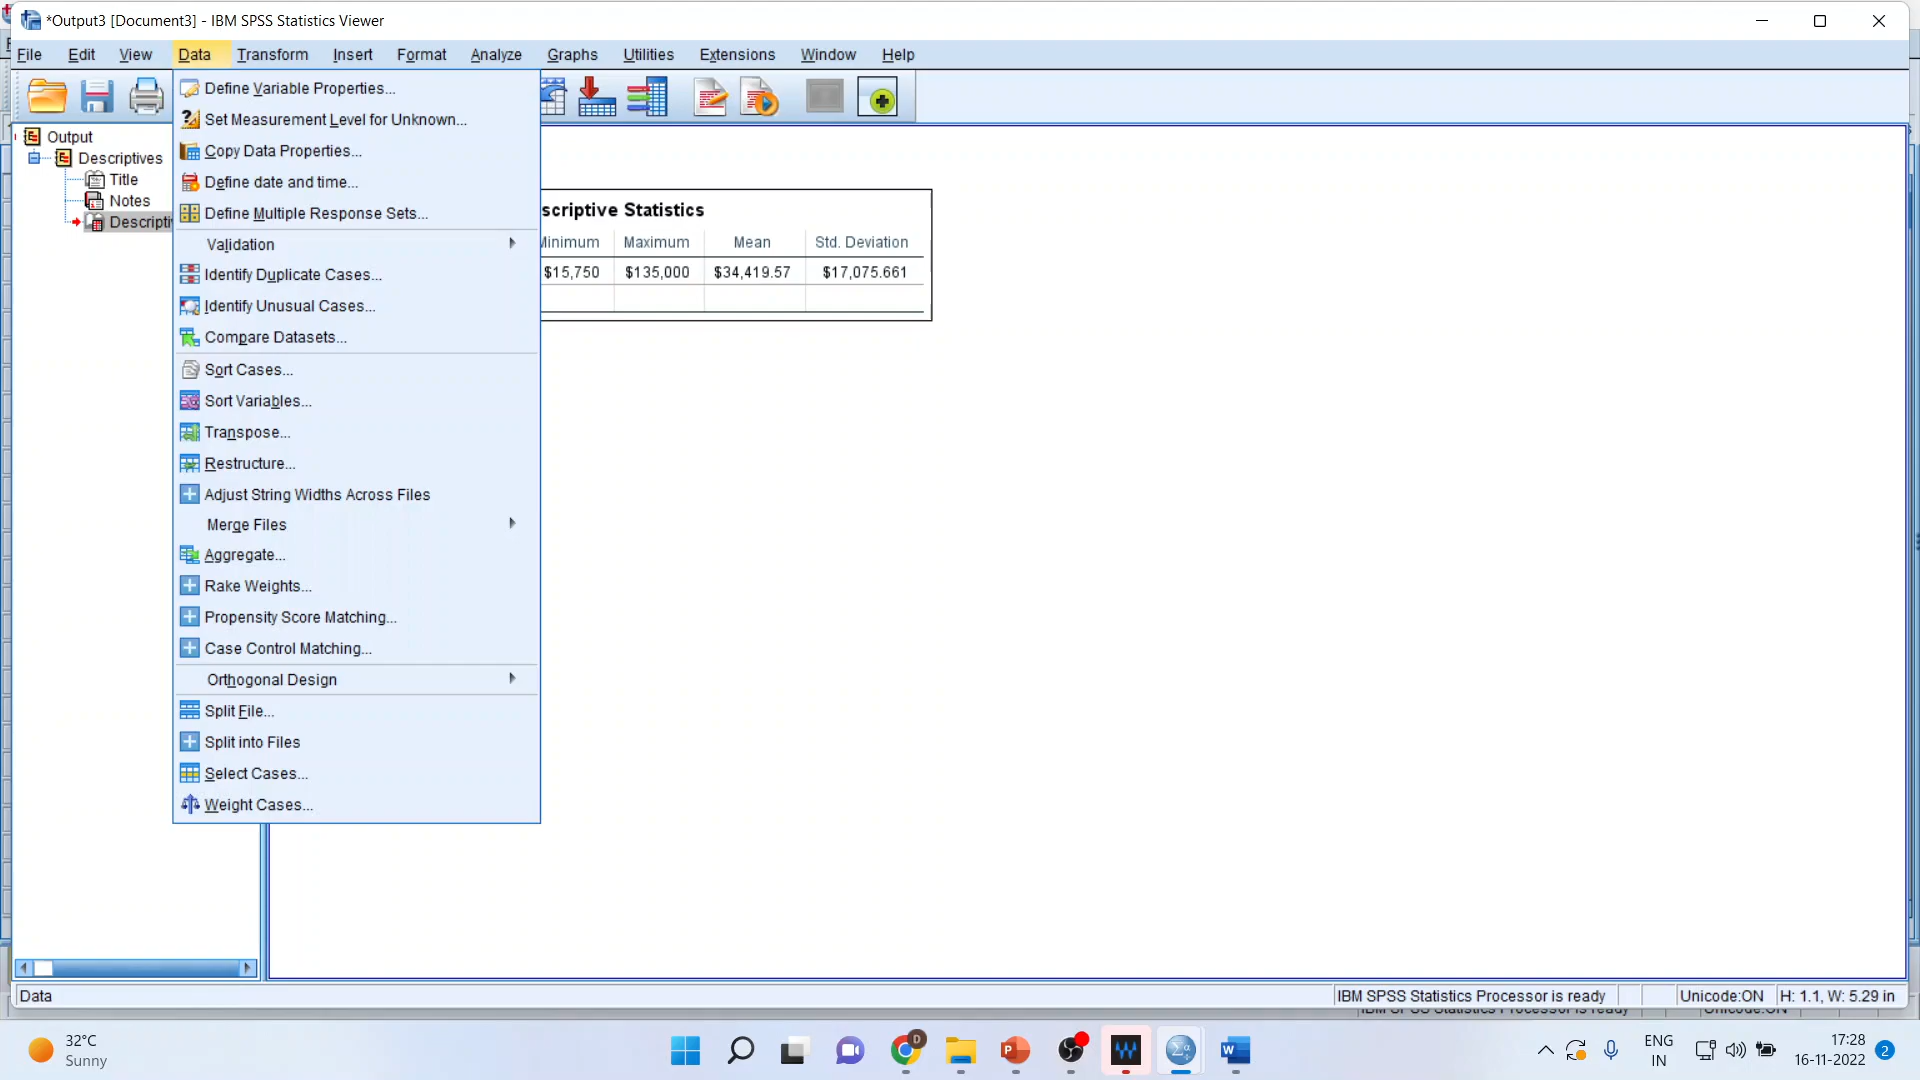 *Output3 [Document3] - IBM SPSS Statistics Viewer
File Edit View Data Transform Insert Format Analyze Graphs Utilities Extensions Window Help
Output
Descriptives
Title
Notes
Descripti
Define Variable Properties...
Set Measurement Level for Unknown...
Copy Data Properties...
Define date and time...
Define Multiple Response Sets...
Validation
Identify Duplicate Cases...
Identify Unusual Cases...
Compare Datasets...
Sort Cases...
Sort Variables...
Transpose...
Restructure...
Adjust String Widths Across Files
Merge Files
Aggregate...
Rake Weights...
Propensity Score Matching...
Case Control Matching...
Orthogonal Design
Split File...
Split into Files
Select Cases...
Weight Cases...
scriptive Statistics
Minimum Maximum Mean Std. Deviation
$15,750 $135,000 $34,419.57 $17,075.661
Data IBM SPSS Statistics Processor is ready Unicode:ON H: 1.1, W: 5.29 in
32°C
Sunny
ENG
IN
17:28
16-11-2022
2